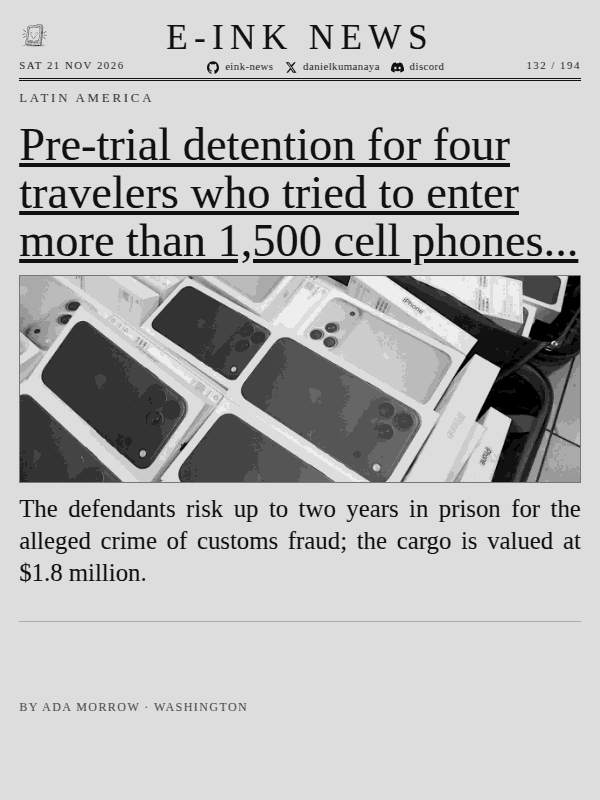 E-INK NEWS
SAT 21 NOV 2026
eink-news
danielkumanaya
discord
132 / 194
LATIN AMERICA
Pre-trial detention for four
travelers who tried to enter
more than 1,500 cell phones...
iPhone
iPhone
iPhone
The defendants risk up to two years in prison for the
alleged crime of customs fraud; the cargo is valued at
$1.8 million.
BY ADA MORROW · WASHINGTON